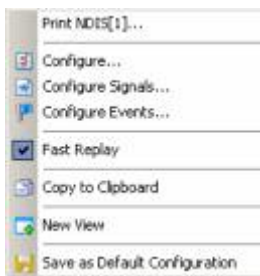 Print NDIS[1]...
Configure...
Configure Signals...
Configure Events...
Fast Replay
Copy to Clipboard
New View
Save as Default Configuration